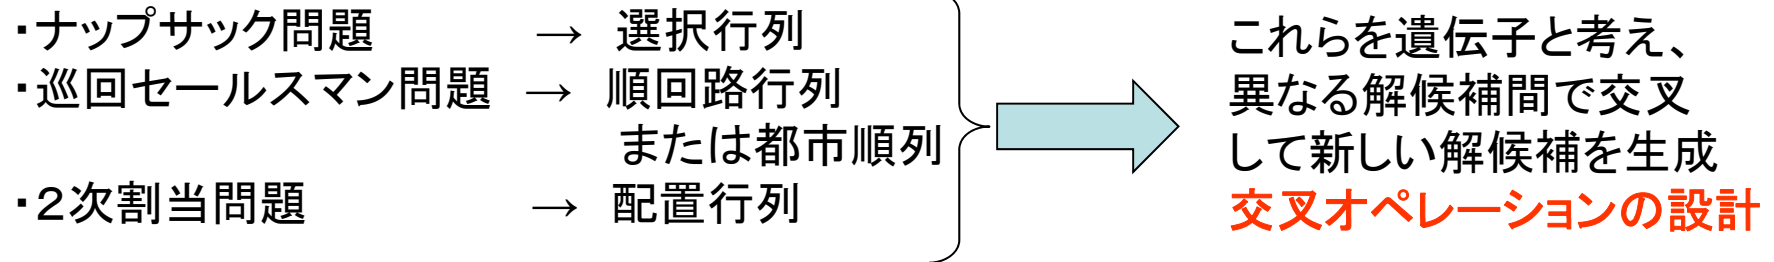 ・ナップサック問題 → 選択行列
・巡回セールスマン問題 → 順回路行列
または都市順列
・２次割当問題 → 配置行列
これらを遺伝子と考え、
異なる解候補間で交叉
して新しい解候補を生成
交叉オペレーションの設計